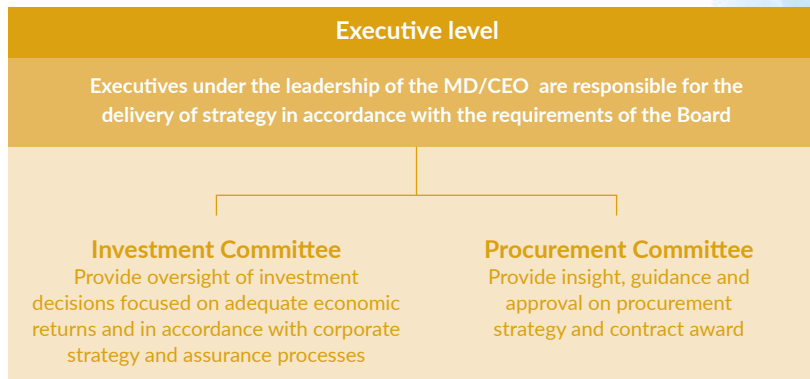 Executive level
Executives under the leadership of the MD/CEO are responsible for the
delivery of strategy in accordance with the requirements of the Board
Investment Committee
Provide oversight of investment
decisions focused on adequate economic
returns and in accordance with corporate
strategy and assurance processes
Procurement Committee
Provide insight, guidance and
approval on procurement
strategy and contract award